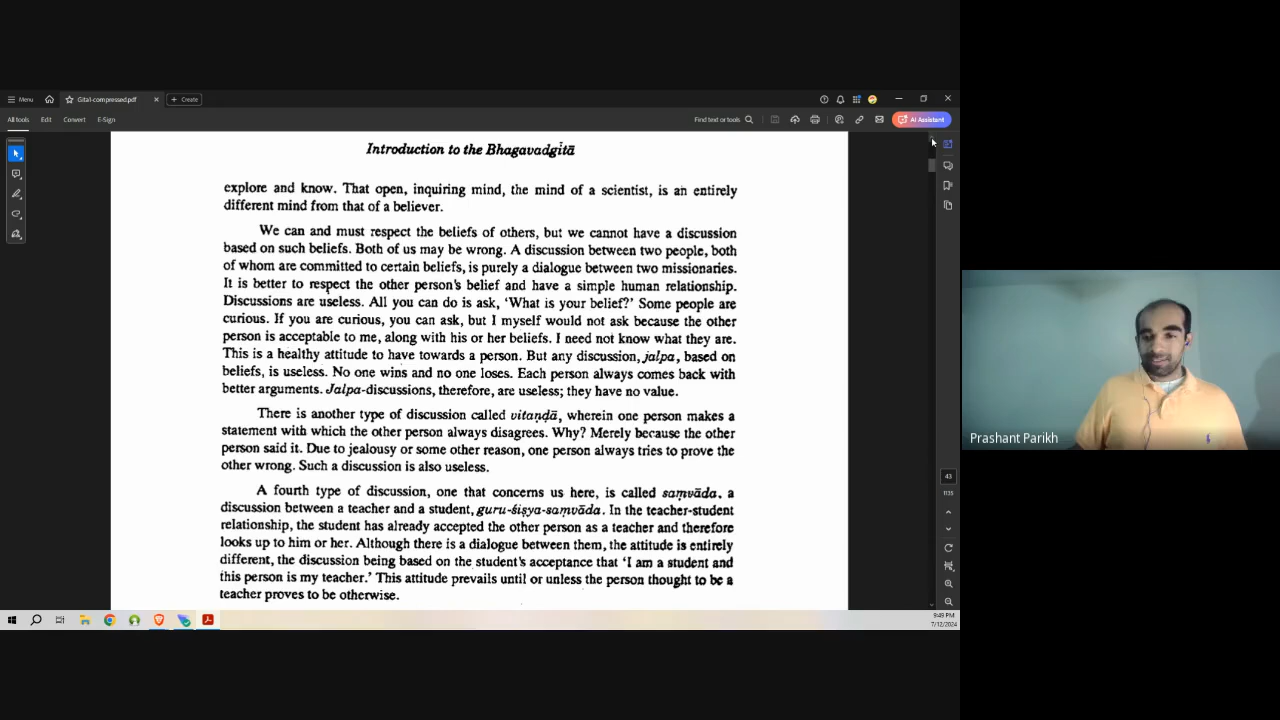 Menu
Gita1-compressed.pdf
Create
All tools Edit Convert E-Sign
Find text or tools
AI Assistant
Introduction to the Bhagavadgītā
explore and know. That open, inquiring mind, the mind of a scientist, is an entirely
different mind from that of a believer.
We can and must respect the beliefs of others, but we cannot have a discussion
based on such beliefs. Both of us may be wrong. A discussion between two people, both
of whom are committed to certain beliefs, is purely a dialogue between two missionaries.
It is better to respect the other person's belief and have a simple human relationship.
Discussions are useless. All you can do is ask, 'What is your belief?' Some people are
curious. If you are curious, you can ask, but I myself would not ask because the other
person is acceptable to me, along with his or her beliefs. I need not know what they are.
This is a healthy attitude to have towards a person. But any discussion, jalpa, based on
beliefs, is useless. No one wins and no one loses. Each person always comes back with
better arguments. Jalpa-discussions, therefore, are useless; they have no value.
There is another type of discussion called vitaṇḍā, wherein one person makes a
statement with which the other person always disagrees. Why? Merely because the other
person said it. Due to jealousy or some other reason, one person always tries to prove the
other wrong. Such a discussion is also useless.
A fourth type of discussion, one that concerns us here, is called saṃvāda, a
discussion between a teacher and a student, guru-śiṣya-saṃvāda. In the teacher-student
relationship, the student has already accepted the other person as a teacher and therefore
looks up to him or her. Although there is a dialogue between them, the attitude is entirely
different, the discussion being based on the student's acceptance that 'I am a student and
this person is my teacher.' This attitude prevails until or unless the person thought to be a
teacher proves to be otherwise.
43
1135
9:49 PM
7/12/2024
Prashant Parikh